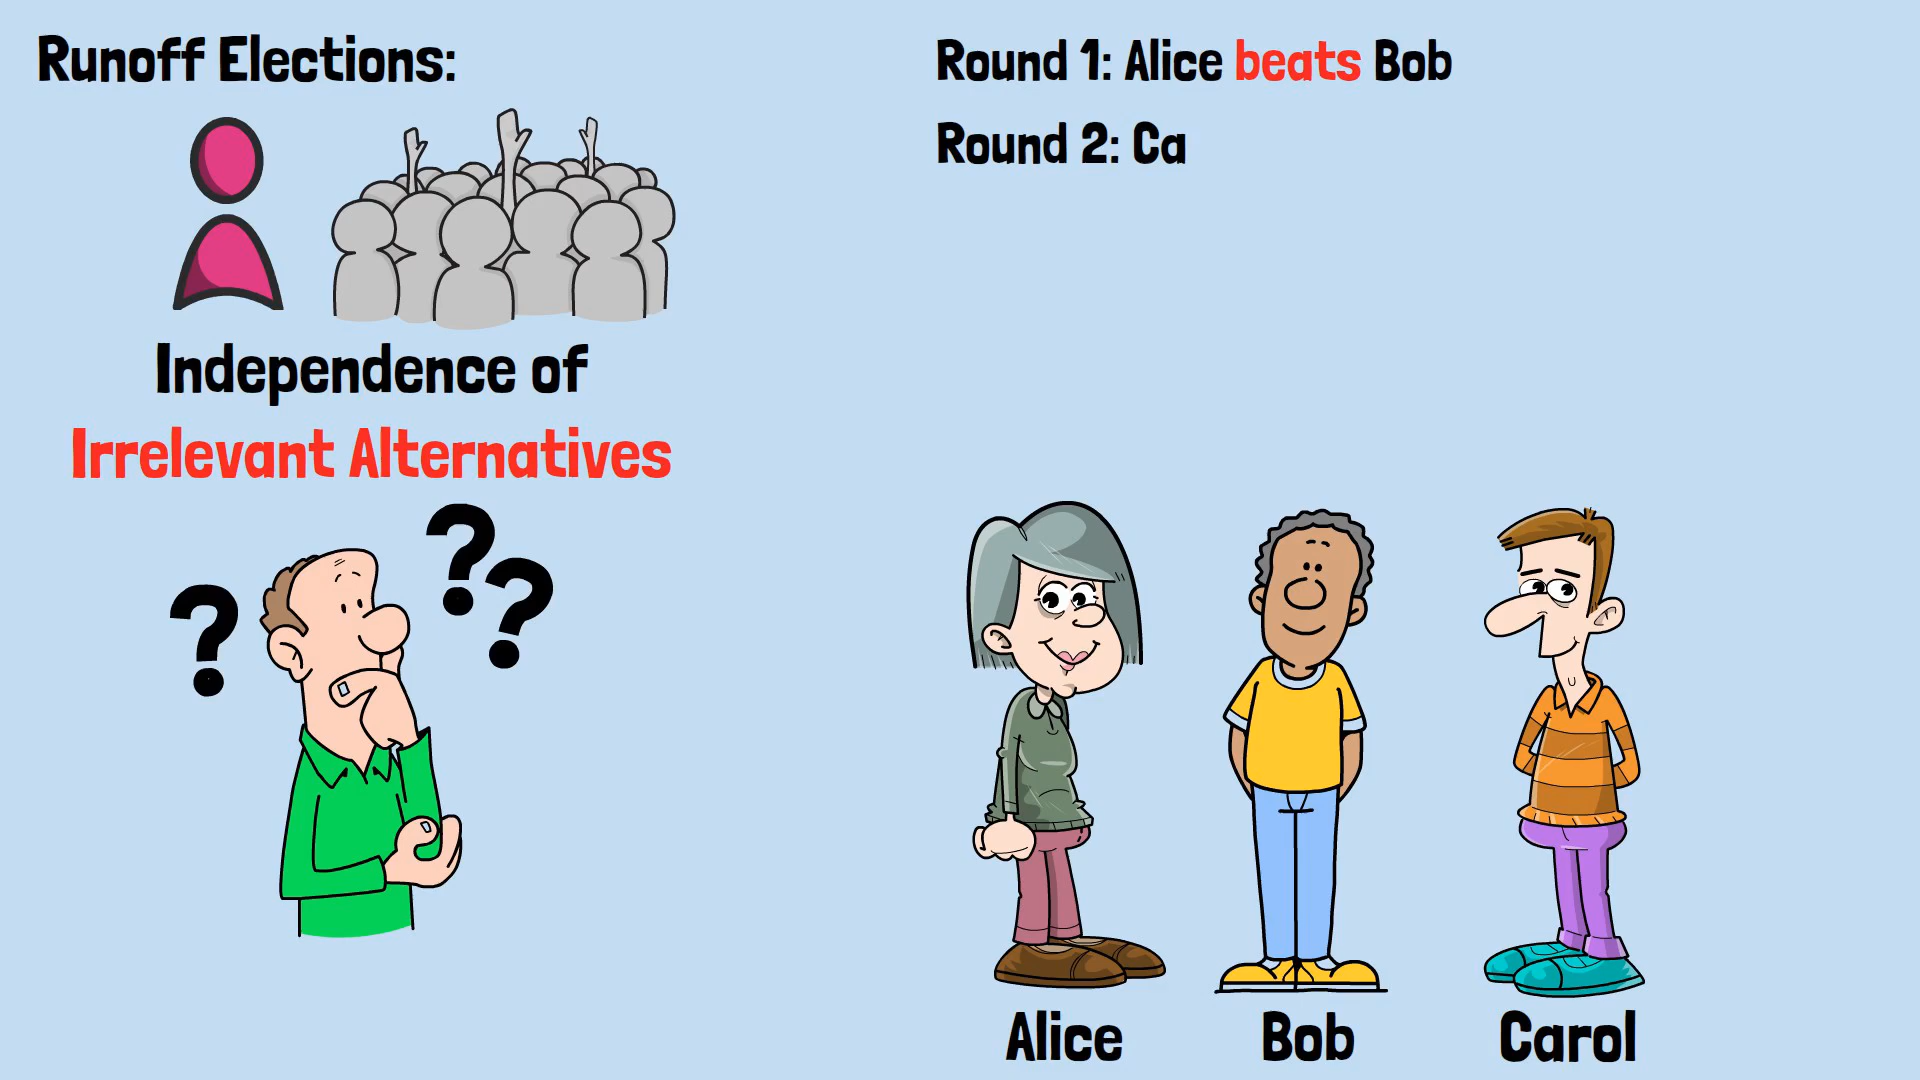 Runoff Elections:
Independence of
Irrelevant Alternatives
? ? ?
Round 1: Alice beats Bob
Round 2: Ca
Alice
Bob
Carol